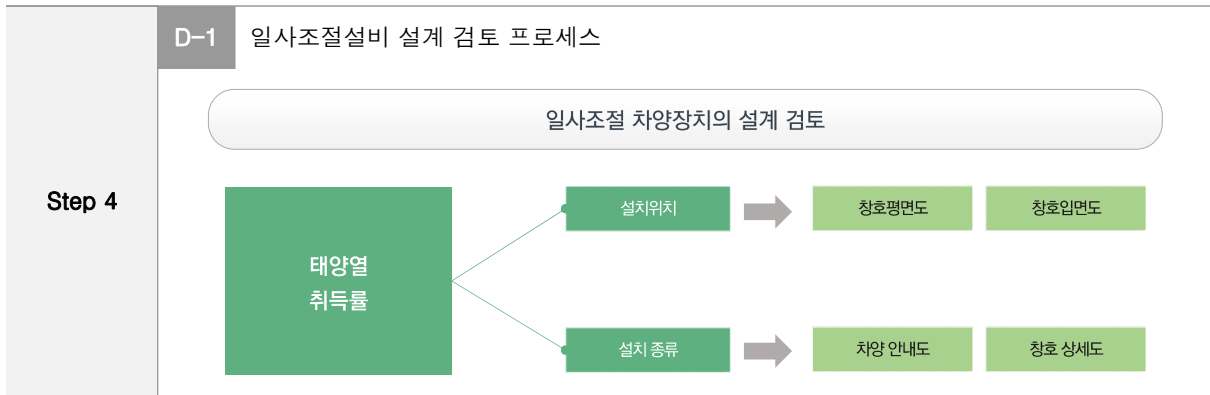 D-1 일사조절설비 설계 검토 프로세스
일사조절 차양장치의 설계 검토
Step 4
태양열
취득률
설치위치
창호평면도
창호입면도
설치 종류
차양 안내도
창호 상세도